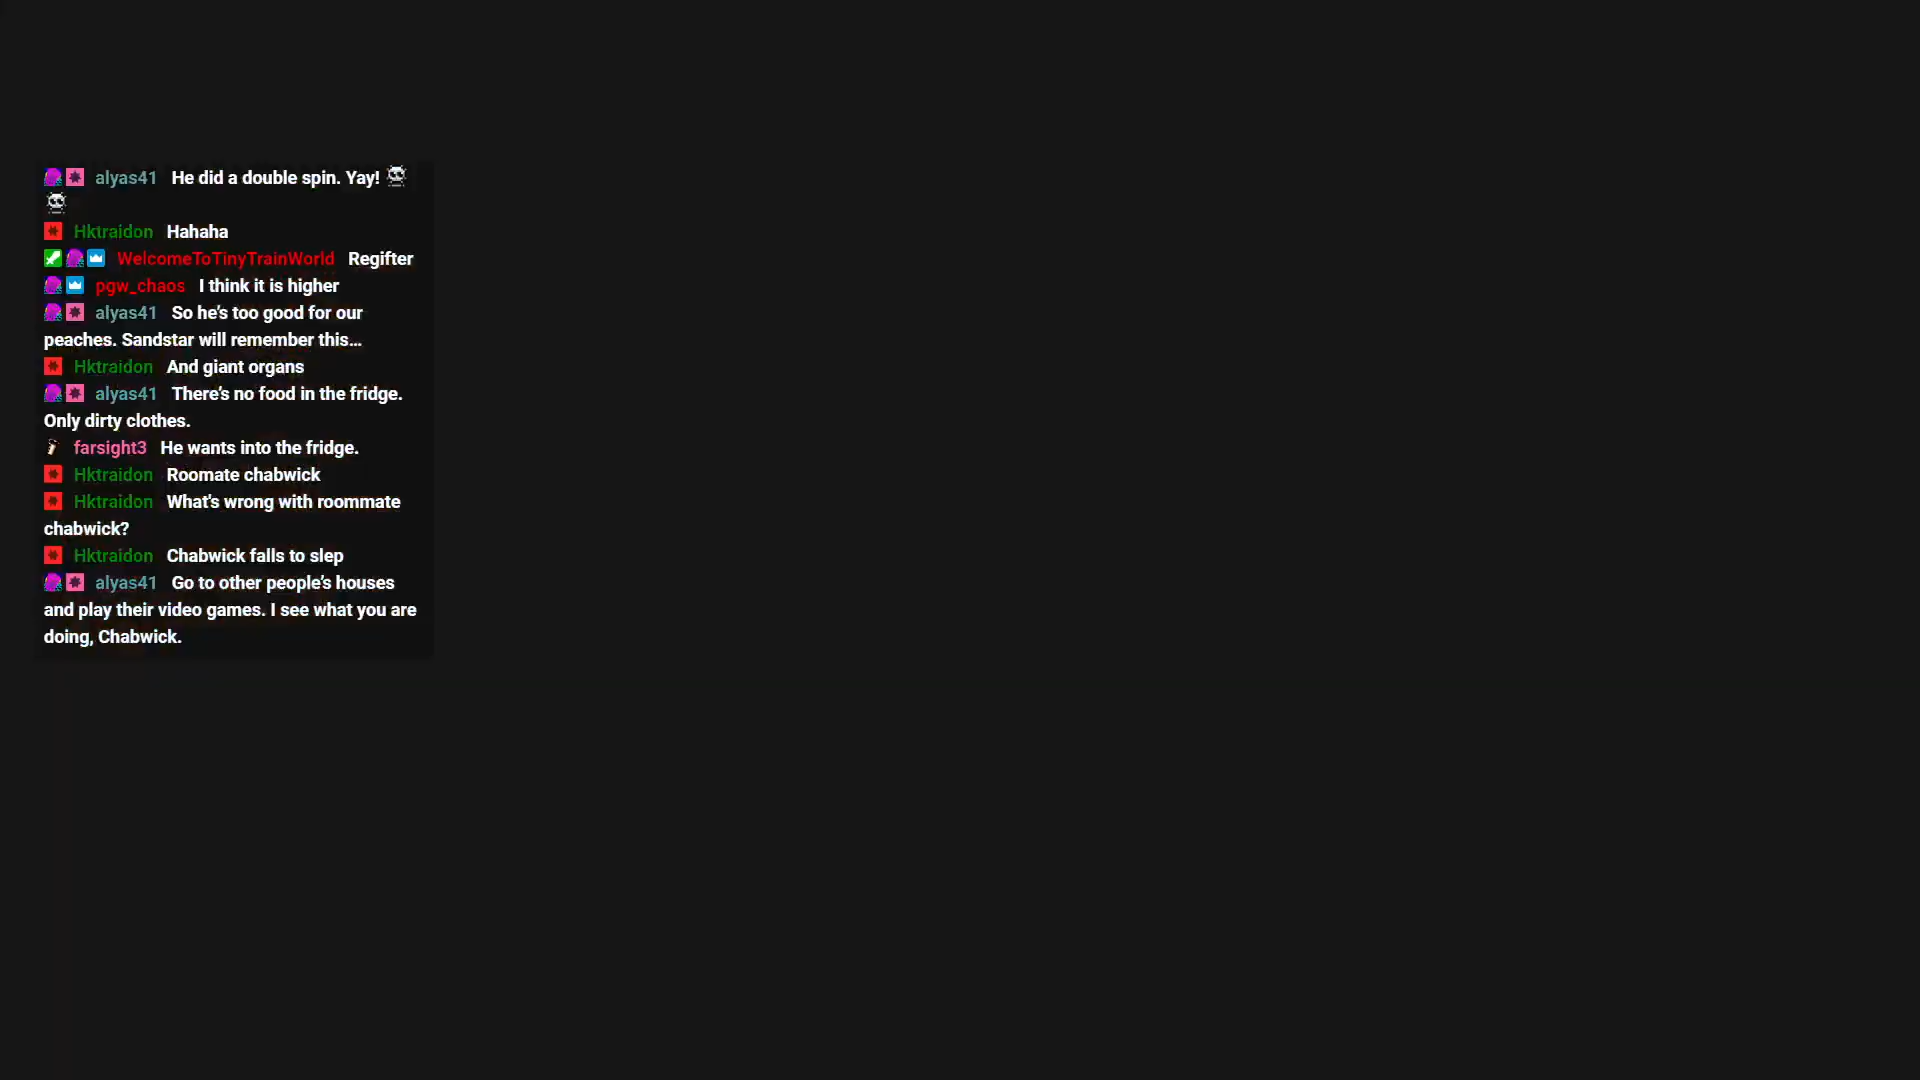 alyas41 He did a double spin. Yay!
Hktraidon Hahaha
WelcomeToTinyTrainWorld Regifter
pgw_chaos I think it is higher
alyas41 So he's too good for our
peaches. Sandstar will remember this...
Hktraidon And giant organs
alyas41 There's no food in the fridge.
Only dirty clothes.
farsight3 He wants into the fridge.
Hktraidon Roomate chabwick
Hktraidon What's wrong with roommate
chabwick?
Hktraidon Chabwick falls to slep
alyas41 Go to other people's houses
and play their video games. I see what you are
doing, Chabwick.